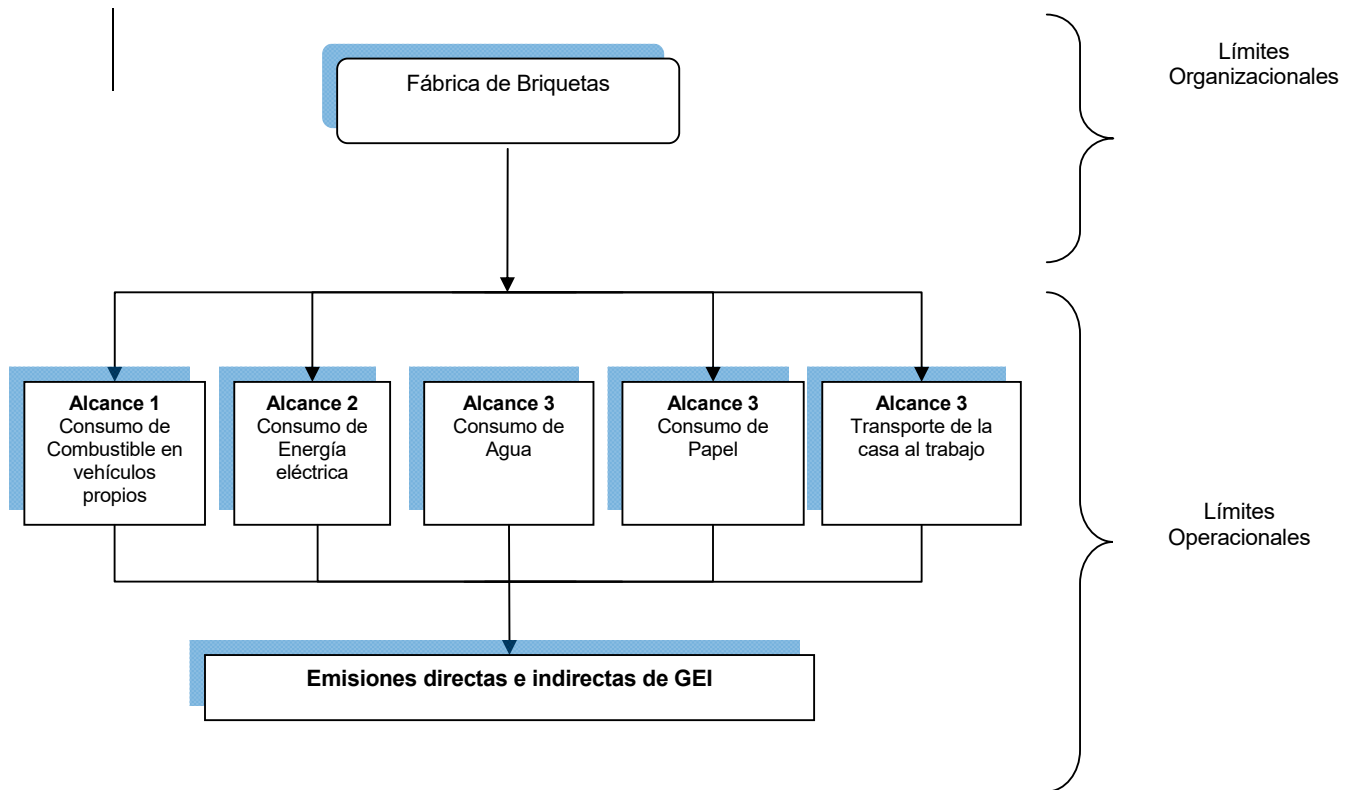 Fábrica de Briquetas
Límites
Organizacionales
Alcance 1
Consumo de
Combustible en
vehículos
propios
Alcance 2
Consumo de
Energía
eléctrica
Alcance 3
Consumo de
Agua
Alcance 3
Consumo de
Papel
Alcance 3
Transporte de la
casa al trabajo
Límites
Operacionales
Emisiones directas e indirectas de GEI